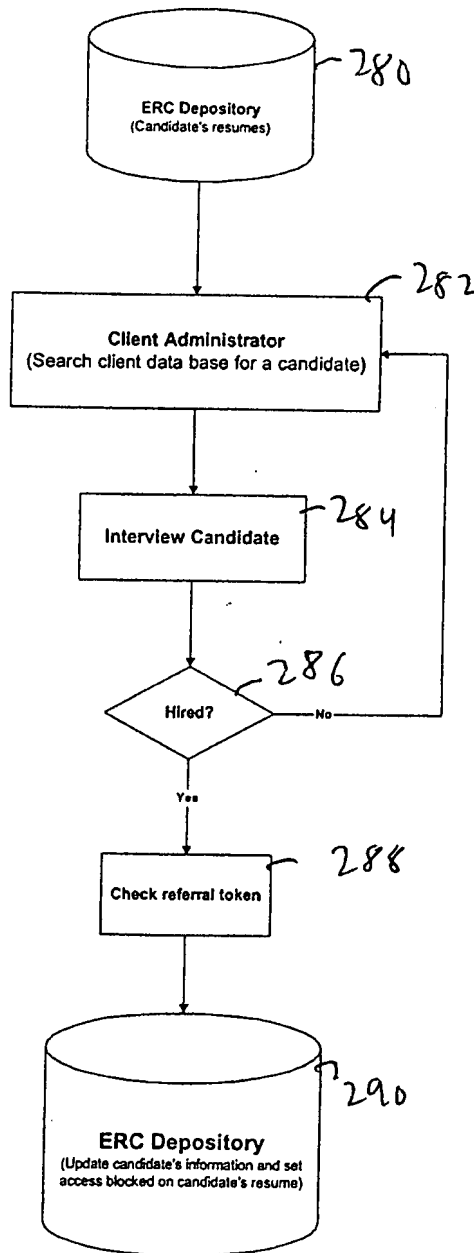 280
ERC Depository
(Candidate's resumes)
282
Client Administrator
(Search client data base for a candidate)
284
Interview Candidate
286
Hired?
No
Yes
288
Check referral token
290
ERC Depository
(Update candidate's information and set
access blocked on candidate's resume)